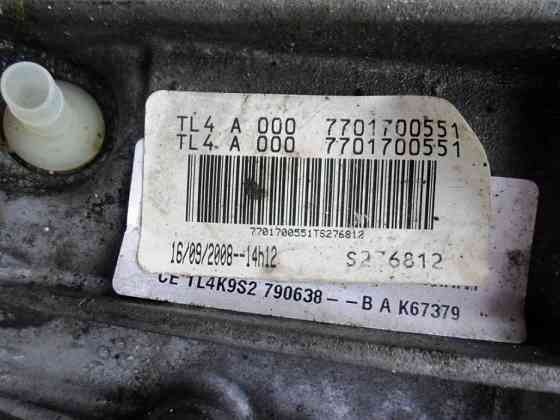 TL4 A 000 7701700551
TL4 A 000 7701700551
7701700551TS276812
16/09/2008--14h12 S276812
CE TL4K9S2 790638--B A K67379